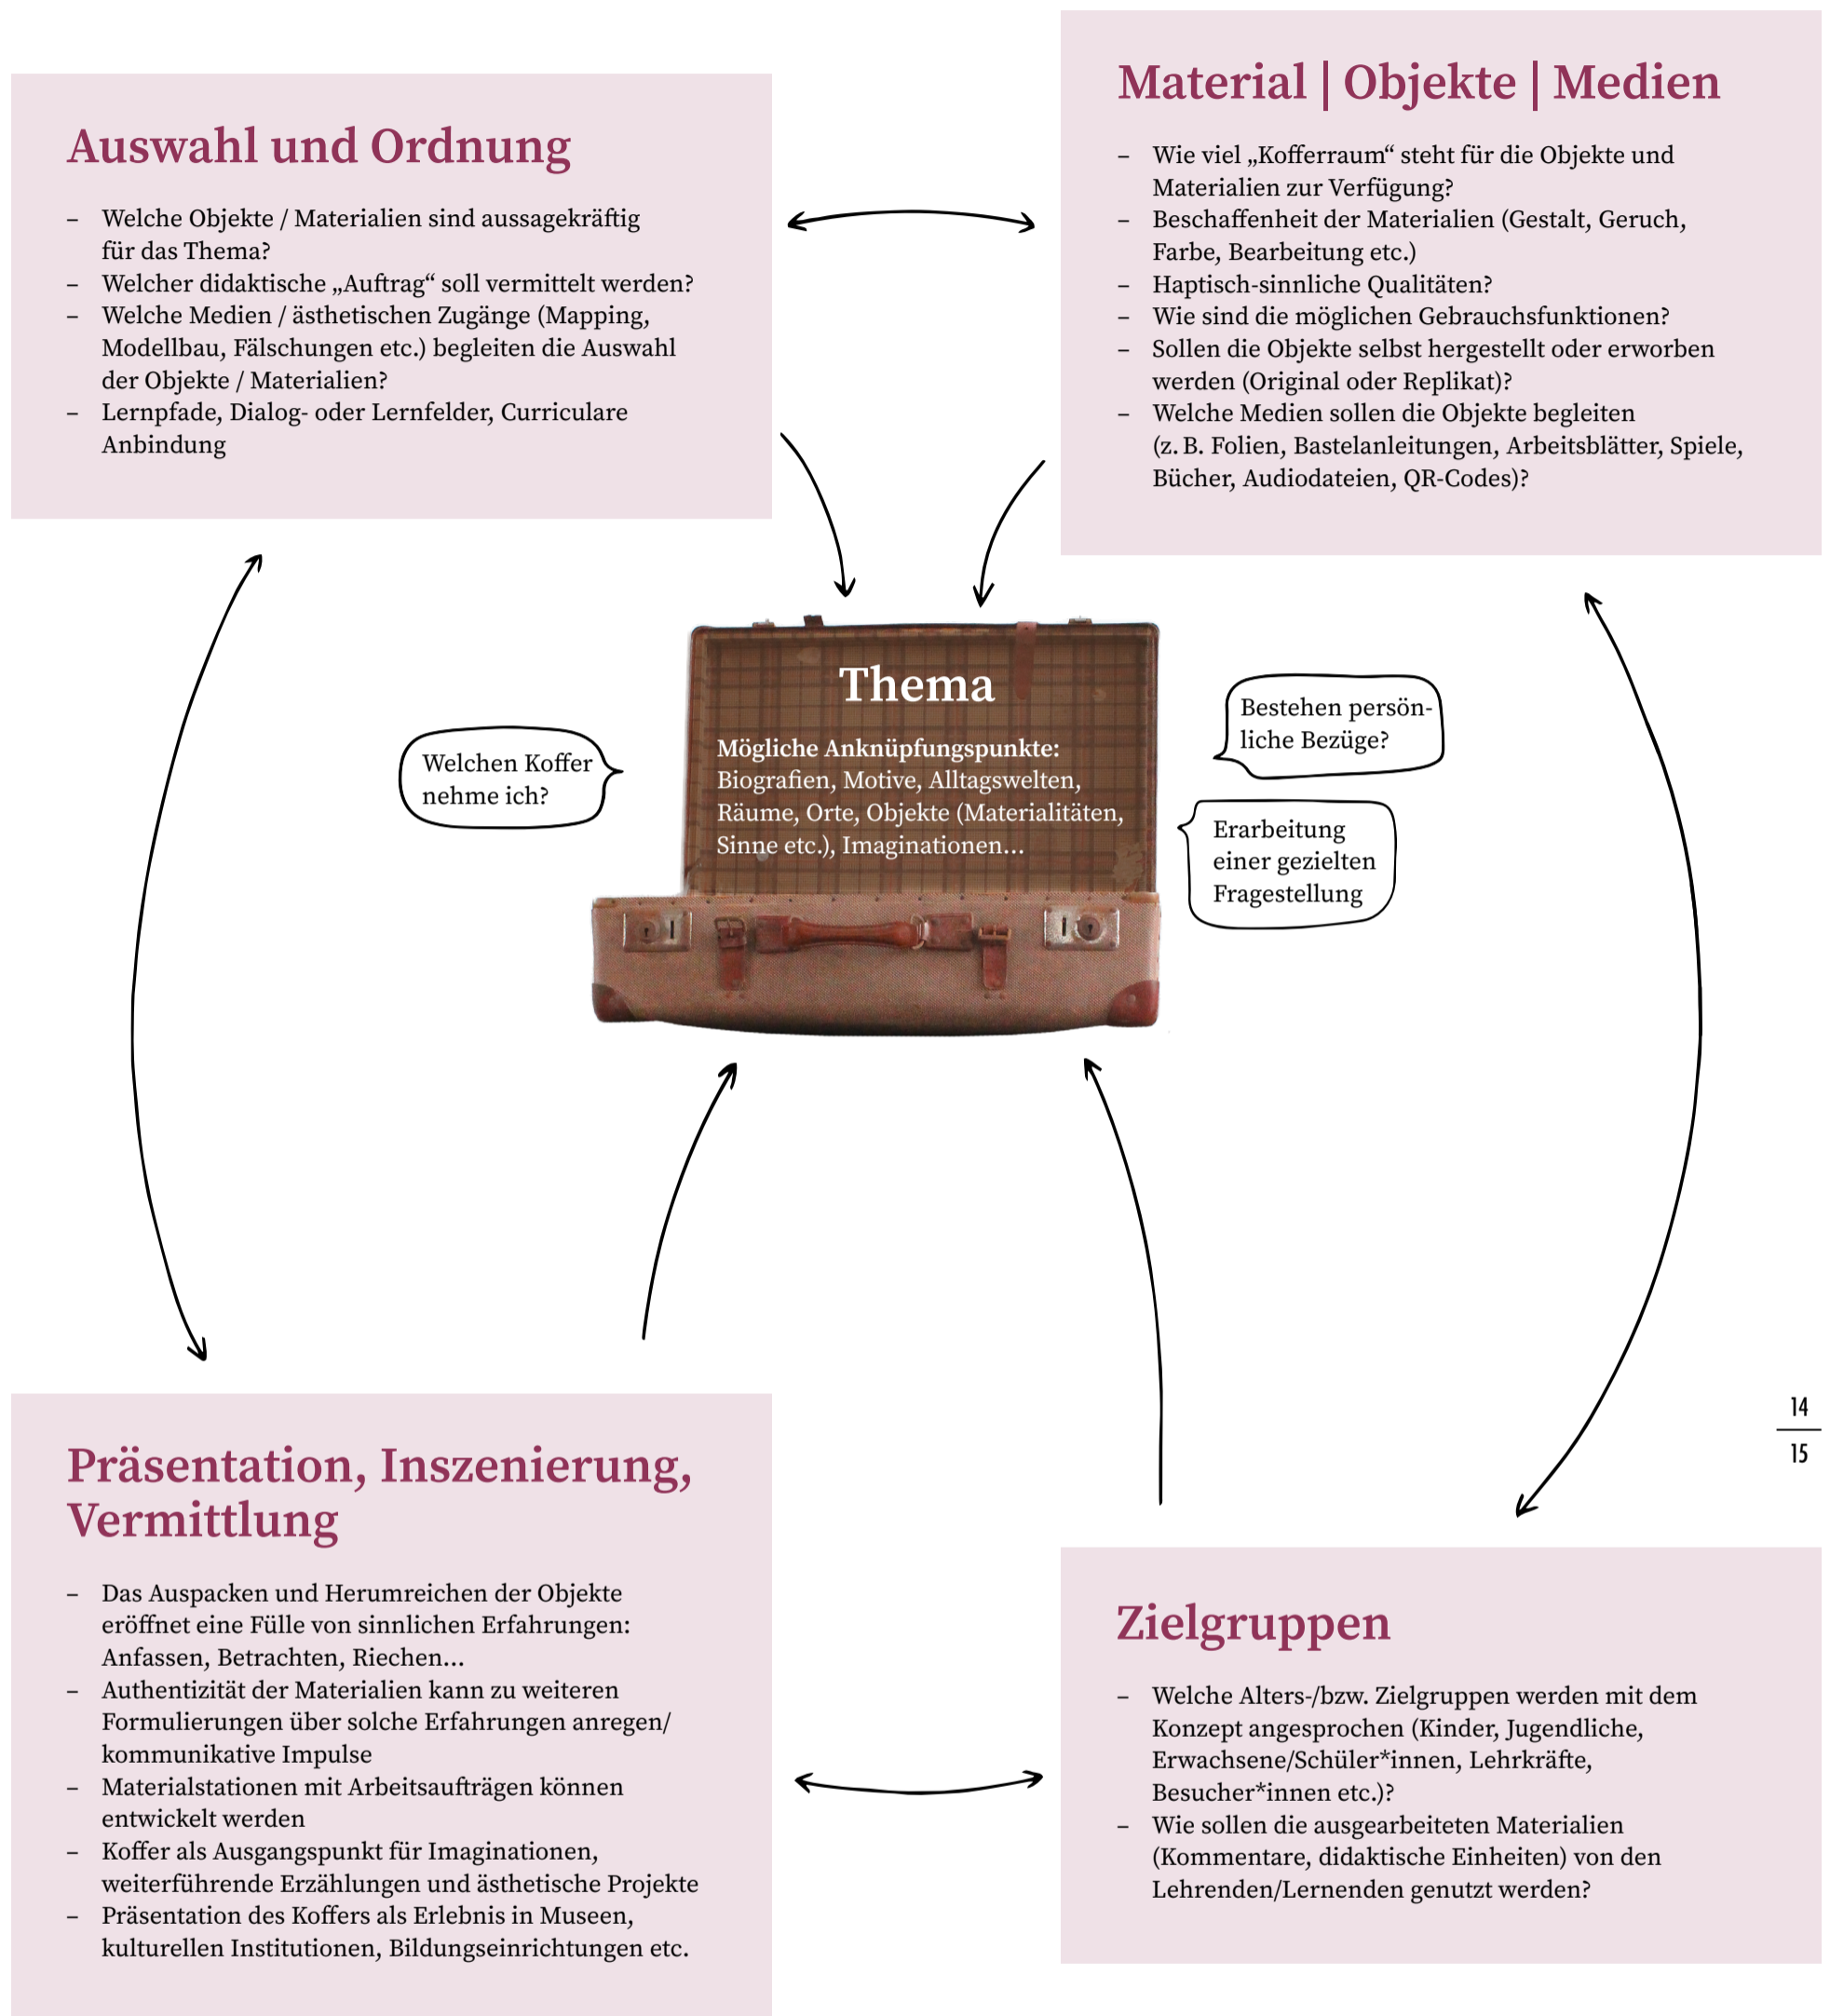 Auswahl und Ordnung
– Welche Objekte / Materialien sind aussagekräftig
für das Thema?
– Welcher didaktische „Auftrag“ soll vermittelt werden?
– Welche Medien / ästhetischen Zugänge (Mapping,
Modellbau, Fälschungen etc.) begleiten die Auswahl
der Objekte / Materialien?
– Lernpfade, Dialog- oder Lernfelder, Curriculare
Anbindung
Material | Objekte | Medien
– Wie viel „Kofferraum“ steht für die Objekte und
Materialien zur Verfügung?
– Beschaffenheit der Materialien (Gestalt, Geruch,
Farbe, Bearbeitung etc.)
– Haptisch-sinnliche Qualitäten?
– Wie sind die möglichen Gebrauchsfunktionen?
– Sollen die Objekte selbst hergestellt oder erworben
werden (Original oder Replikat)?
– Welche Medien sollen die Objekte begleiten
(z. B. Folien, Bastelanleitungen, Arbeitsblätter, Spiele,
Bücher, Audiodateien, QR-Codes)?
Welchen Koffer
nehme ich?
Thema
Mögliche Anknüpfungspunkte:
Biografien, Motive, Alltagswelten,
Räume, Orte, Objekte (Materialitäten,
Sinne etc.), Imaginationen…
Bestehen persön-
liche Bezüge?
Erarbeitung
einer gezielten
Fragestellung
14
15
Präsentation, Inszenierung,
Vermittlung
– Das Auspacken und Herumreichen der Objekte
eröffnet eine Fülle von sinnlichen Erfahrungen:
Anfassen, Betrachten, Riechen…
– Authentizität der Materialien kann zu weiteren
Formulierungen über solche Erfahrungen anregen/
kommunikative Impulse
– Materialstationen mit Arbeitsaufträgen können
entwickelt werden
– Koffer als Ausgangspunkt für Imaginationen,
weiterführende Erzählungen und ästhetische Projekte
– Präsentation des Koffers als Erlebnis in Museen,
kulturellen Institutionen, Bildungseinrichtungen etc.
Zielgruppen
– Welche Alters-/bzw. Zielgruppen werden mit dem
Konzept angesprochen (Kinder, Jugendliche,
Erwachsene/Schüler*innen, Lehrkräfte,
Besucher*innen etc.)?
– Wie sollen die ausgearbeiteten Materialien
(Kommentare, didaktische Einheiten) von den
Lehrenden/Lernenden genutzt werden?